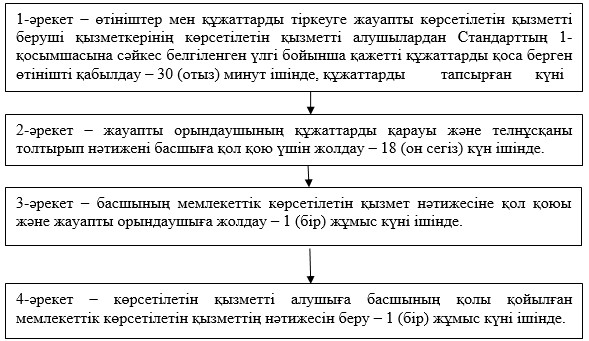 1-әрекет – өтініштер мен құжаттарды тіркеуге жауапты көрсетілетін қызметті
беруші қызметкерінің көрсетілетін қызметті алушылардан Стандарттың 1-
қосымшасына сәйкес белгіленген үлгі бойынша қажетті құжаттарды қоса берген
өтінішті қабылдау – 30 (отыз) минут ішінде, құжаттарды тапсырған күні
2-әрекет – жауапты орындаушының құжаттарды қарауы және телнұсқаны
толтырып нәтижені басшыға қол қою үшін жолдау – 18 (он сегіз) күн ішінде.
3-әрекет – басшының мемлекеттік көрсетілетін қызмет нәтижесіне қол қоюы
және жауапты орындаушыға жолдау – 1 (бір) жұмыс күні ішінде.
4-әрекет – көрсетілетін қызметті алушыға басшының қолы қойылған
мемлекеттік көрсетілетін қызметтің нәтижесін беру – 1 (бір) жұмыс күні ішінде.